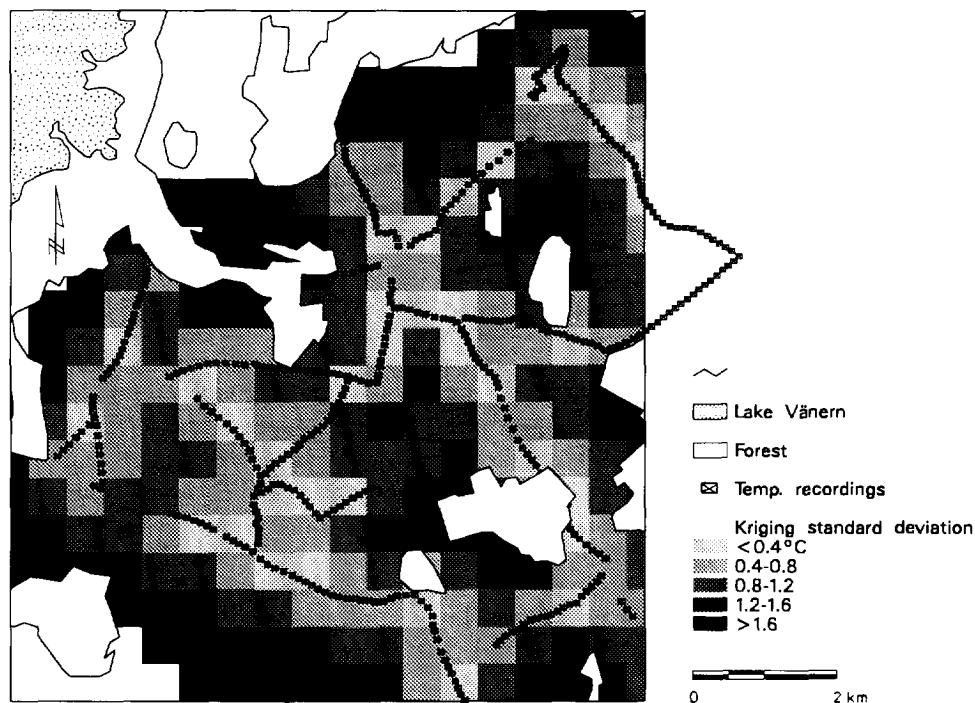 Lake Vänern
Forest
Temp. recordings
Kriging standard deviation
<0.4°C
0.4-0.8
0.8-1.2
1.2-1.6
>1.6
0 2 km